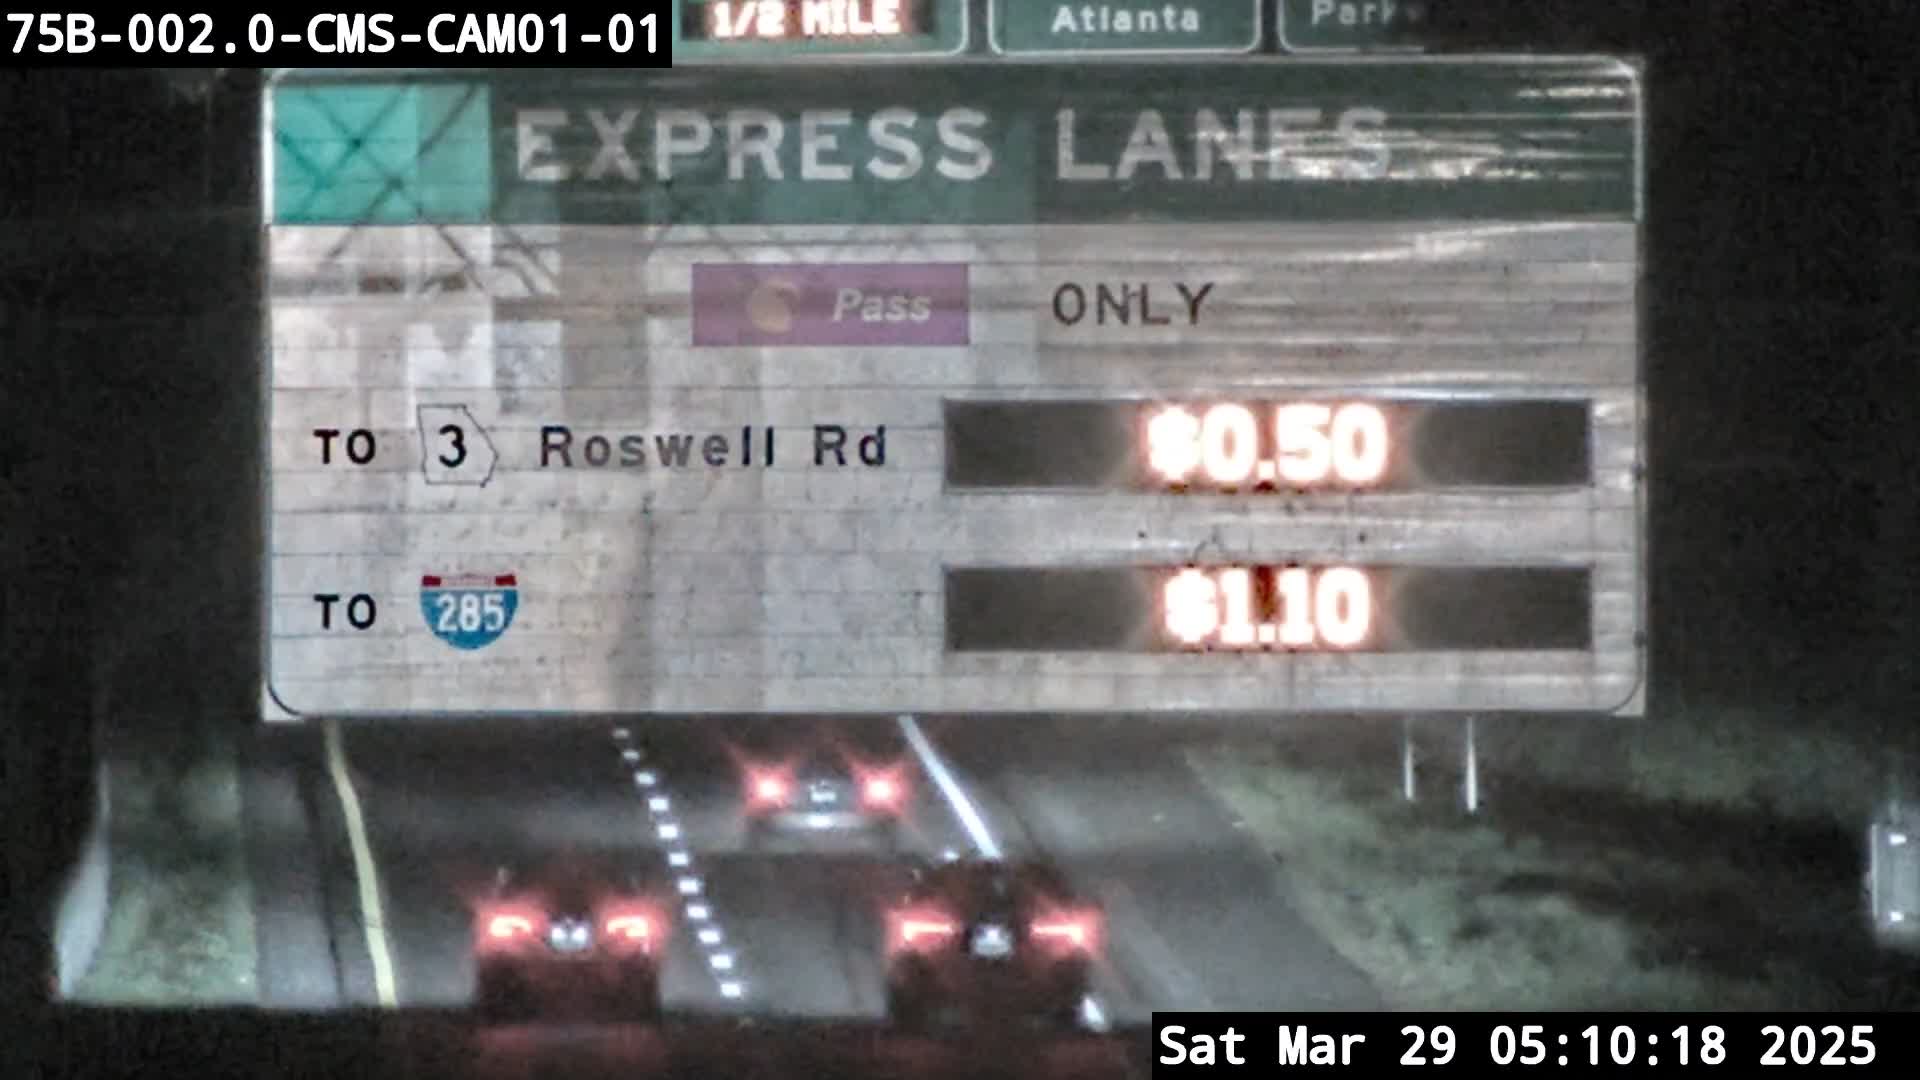 75B-002.0-CMS-CAM01-01
1/2 MILE
Atlanta
EXPRESS LANES
Pass ONLY
TO 3 Roswell Rd $0.50
TO 285 $1.10
Sat Mar 29 05:10:18 2025